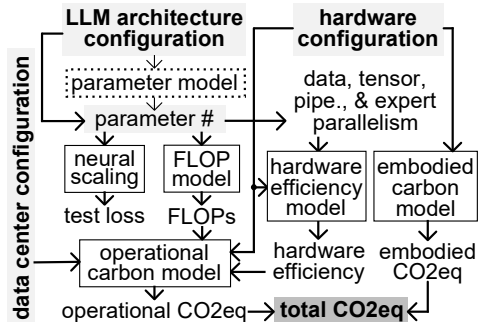 LLM architecture
configuration
hardware
configuration
data center configuration
parameter model
parameter #
data, tensor,
pipe., & expert
parallelism
neural
scaling
FLOP
model
hardware
efficiency
model
embodied
carbon
model
test loss
FLOPs
operational
carbon model
hardware
efficiency
embodied
CO2eq
operational CO2eq
total CO2eq